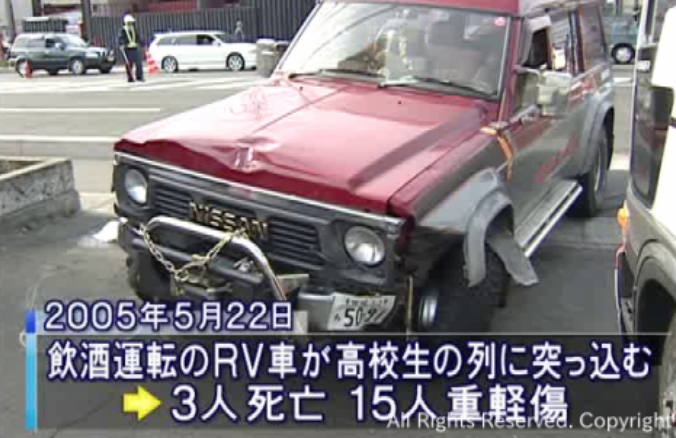 NISSAN
50-9
2005年5月22日
飲酒運転のRV車が高校生の列に突っ込む
➡3人死亡 15人重軽傷
All Rights Reserved. Copyright